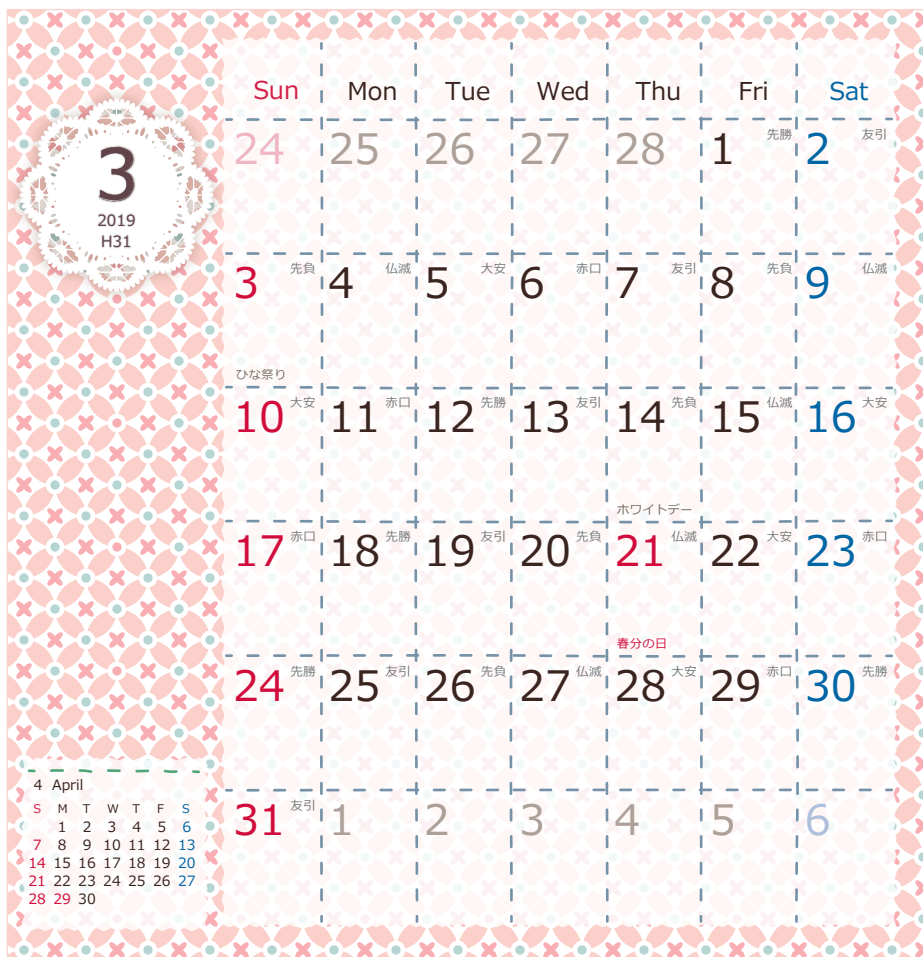 3
2019
H31
Sun Mon Tue Wed Thu Fri Sat
24 25 26 27 28 1 先勝 2 友引
3 先負 4 仏滅 5 大安 6 赤口 7 友引 8 先負 9 仏滅
ひな祭り
10 大安 11 赤口 12 先勝 13 友引 14 先負 15 仏滅 16 大安
ホワイトデー
17 赤口 18 先勝 19 友引 20 先負 21 仏滅 22 大安 23 赤口
春分の日
24 先勝 25 友引 26 先負 27 仏滅 28 大安 29 赤口 30 先勝
31 友引 1 2 3 4 5 6
4 April
S M T W T F S
1 2 3 4 5 6
7 8 9 10 11 12 13
14 15 16 17 18 19 20
21 22 23 24 25 26 27
28 29 30